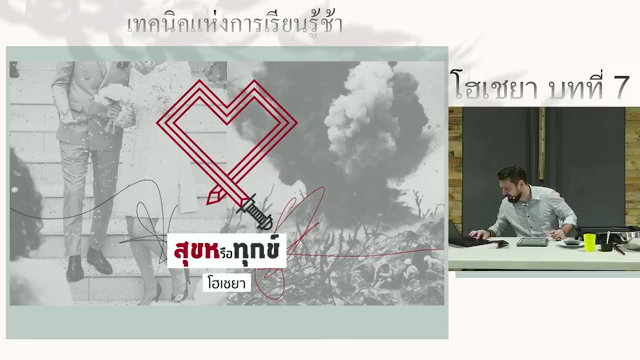 เทคนิคแห่งการเรียนรู้ช้า
โฮเชยา บทที่ 7
สุขหรือทุกข์
โฮเชยา